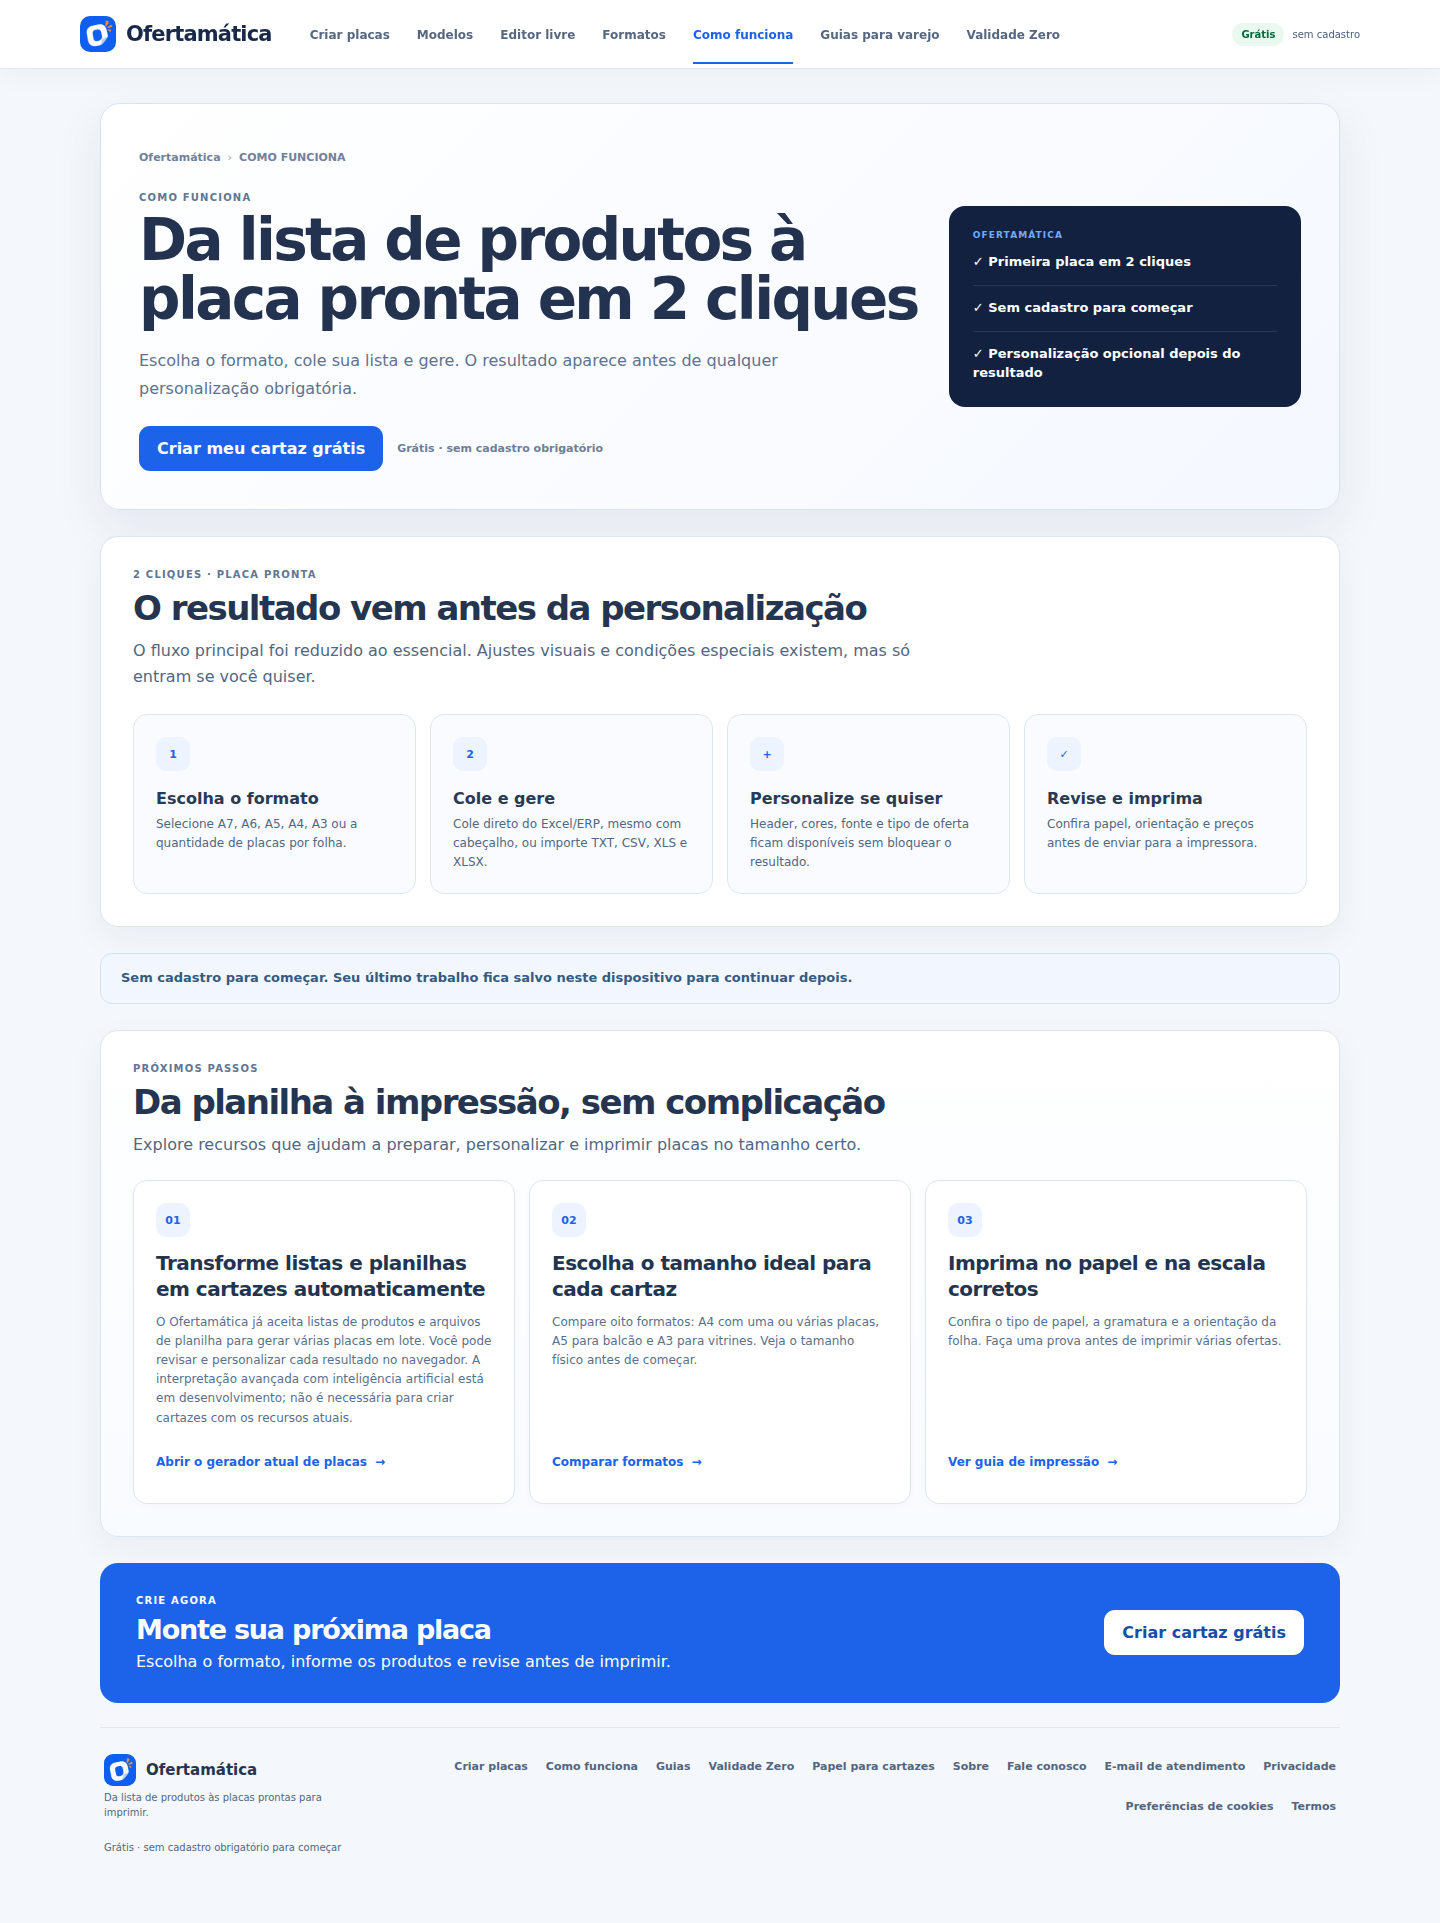 Ofertamática
Criar placas
Modelos
Editor livre
Formatos
Como funciona
Guias para varejo
Validade Zero
Grátis
sem cadastro
Ofertamática › COMO FUNCIONA
COMO FUNCIONA
Da lista de produtos à
placa pronta em 2 cliques
Escolha o formato, cole sua lista e gere. O resultado aparece antes de qualquer
personalização obrigatória.
Criar meu cartaz grátis
Grátis · sem cadastro obrigatório
OFERTAMÁTICA
✓ Primeira placa em 2 cliques
✓ Sem cadastro para começar
✓ Personalização opcional depois do
resultado
2 CLIQUES · PLACA PRONTA
O resultado vem antes da personalização
O fluxo principal foi reduzido ao essencial. Ajustes visuais e condições especiais existem, mas só
entram se você quiser.
1
Escolha o formato
Selecione A7, A6, A5, A4, A3 ou a
quantidade de placas por folha.
2
Cole e gere
Cole direto do Excel/ERP, mesmo com
cabeçalho, ou importe TXT, CSV, XLS e
XLSX.
+
Personalize se quiser
Header, cores, fonte e tipo de oferta
ficam disponíveis sem bloquear o
resultado.
✓
Revise e imprima
Confira papel, orientação e preços
antes de enviar para a impressora.
Sem cadastro para começar. Seu último trabalho fica salvo neste dispositivo para continuar depois.
PRÓXIMOS PASSOS
Da planilha à impressão, sem complicação
Explore recursos que ajudam a preparar, personalizar e imprimir placas no tamanho certo.
01
Transforme listas e planilhas
em cartazes automaticamente
O Ofertamática já aceita listas de produtos e arquivos
de planilha para gerar várias placas em lote. Você pode
revisar e personalizar cada resultado no navegador. A
interpretação avançada com inteligência artificial está
em desenvolvimento; não é necessária para criar
cartazes com os recursos atuais.
Abrir o gerador atual de placas →
02
Escolha o tamanho ideal para
cada cartaz
Compare oito formatos: A4 com uma ou várias placas,
A5 para balcão e A3 para vitrines. Veja o tamanho
físico antes de começar.
Comparar formatos →
03
Imprima no papel e na escala
corretos
Confira o tipo de papel, a gramatura e a orientação da
folha. Faça uma prova antes de imprimir várias ofertas.
Ver guia de impressão →
CRIE AGORA
Monte sua próxima placa
Escolha o formato, informe os produtos e revise antes de imprimir.
Criar cartaz grátis
Ofertamática
Da lista de produtos às placas prontas para
imprimir.
Grátis · sem cadastro obrigatório para começar
Criar placas
Como funciona
Guias
Validade Zero
Papel para cartazes
Sobre
Fale conosco
E-mail de atendimento
Privacidade
Preferências de cookies
Termos